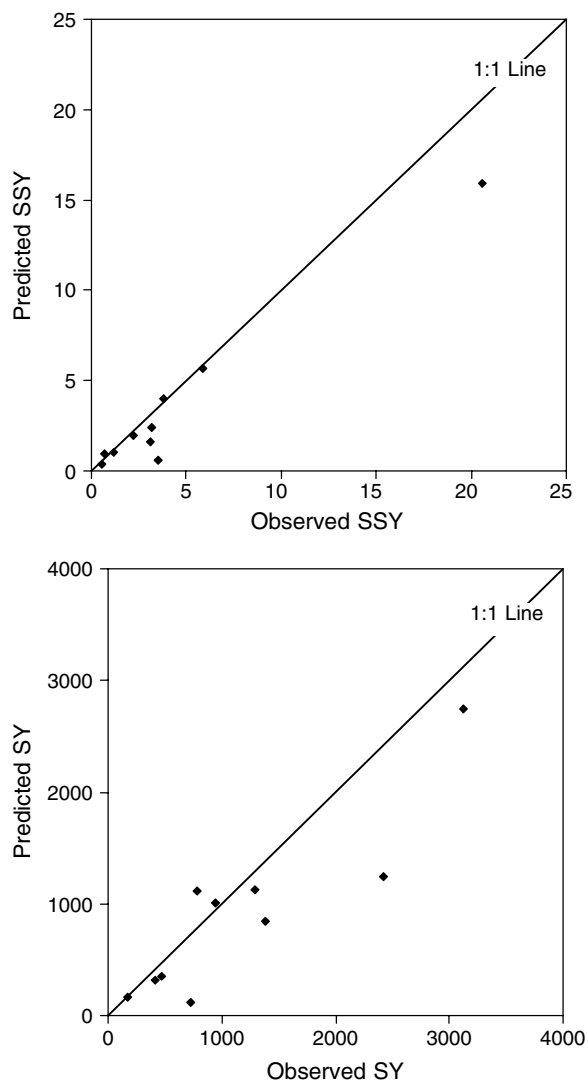 25
1:1 Line
20
15
10
5
0
Predicted SSY
0 5 10 15 20 25
Observed SSY
4000
1:1 Line
3000
2000
1000
0
Predicted SY
0 1000 2000 3000 4000
Observed SY